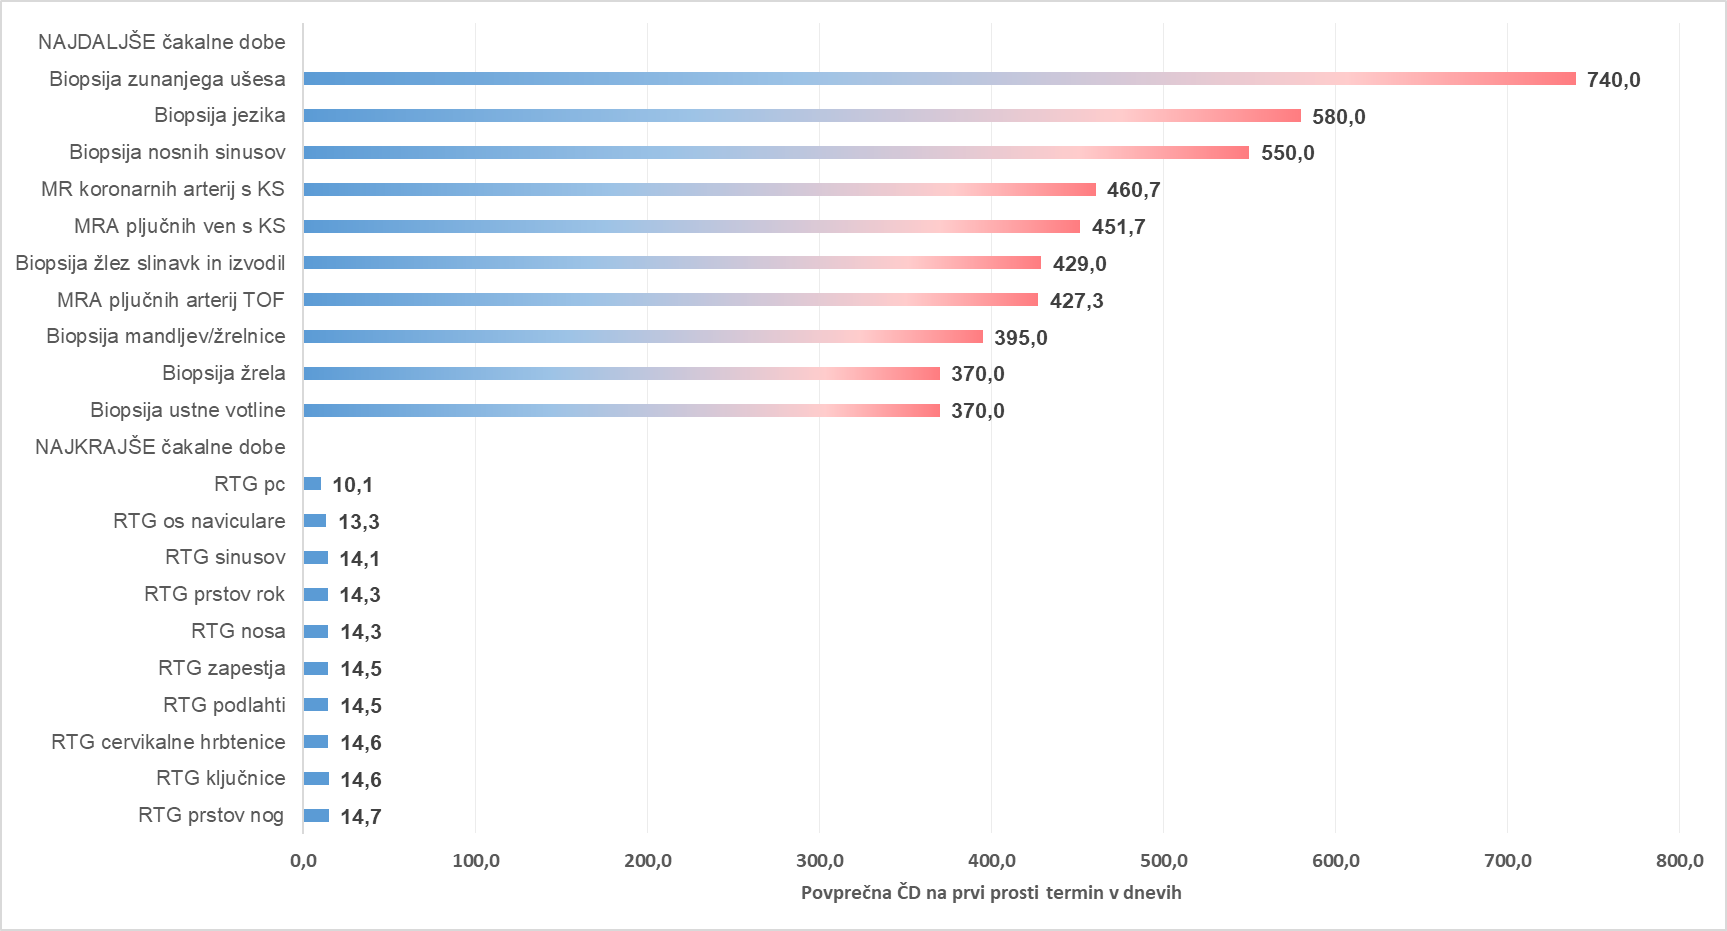 NAJDALJŠE čakalne dobe
Biopsija zunanjega ušesa 740,0
Biopsija jezika 580,0
Biopsija nosnih sinusov 550,0
MR koronarnih arterij s KS 460,7
MRA pljučnih ven s KS 451,7
Biopsija žlez slinavk in izvodil 429,0
MRA pljučnih arterij TOF 427,3
Biopsija mandljev/žrelnice 395,0
Biopsija žrela 370,0
Biopsija ustne votline 370,0
NAJKRAJŠE čakalne dobe
RTG pc 10,1
RTG os naviculare 13,3
RTG sinusov 14,1
RTG prstov rok 14,3
RTG nosa 14,3
RTG zapestja 14,5
RTG podlahti 14,5
RTG cervikalne hrbtenice 14,6
RTG ključnice 14,6
RTG prstov nog 14,7
0,0 100,0 200,0 300,0 400,0 500,0 600,0 700,0 800,0
Povprečna ČD na prvi prosti termin v dnevih